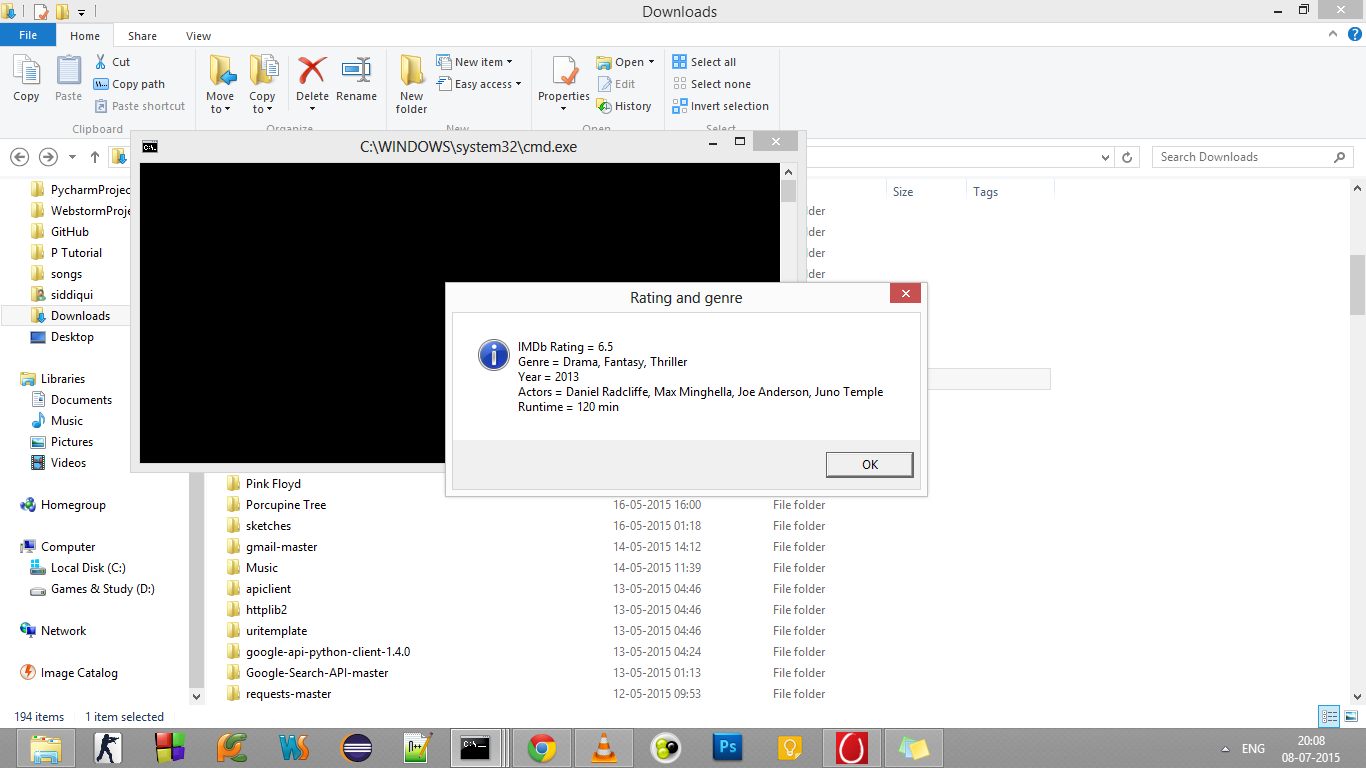 Downloads
File
Home
Share
View
Copy
Paste
Cut
Copy path
Paste shortcut
Clipboard
Move to
Copy to
Delete
Rename
Organize
New folder
New item
Easy access
New
Properties
Open
Edit
History
Open
Select all
Select none
Invert selection
Select
Search Downloads
C:\WINDOWS\system32\cmd.exe
C:\.
Size
Tags
PycharmProjec
WebstormProje
GitHub
P Tutorial
songs
siddiqui
Downloads
Desktop
Libraries
Documents
Music
Pictures
Videos
Homegroup
Computer
Local Disk (C:)
Games & Study (D:)
Network
Image Catalog
lder
lder
lder
lder
Rating and genre
IMDb Rating = 6.5
Genre = Drama, Fantasy, Thriller
Year = 2013
Actors = Daniel Radcliffe, Max Minghella, Joe Anderson, Juno Temple
Runtime = 120 min
OK
Pink Floyd
Porcupine Tree 16-05-2015 16:00 File folder
sketches 16-05-2015 01:18 File folder
gmail-master 14-05-2015 14:12 File folder
Music 14-05-2015 11:39 File folder
apiclient 13-05-2015 04:46 File folder
httplib2 13-05-2015 04:46 File folder
uritemplate 13-05-2015 04:46 File folder
google-api-python-client-1.4.0 13-05-2015 04:24 File folder
Google-Search-API-master 13-05-2015 01:13 File folder
requests-master 12-05-2015 09:53 File folder
194 items
1 item selected
WS
Ps
ENG
20:08
08-07-2015